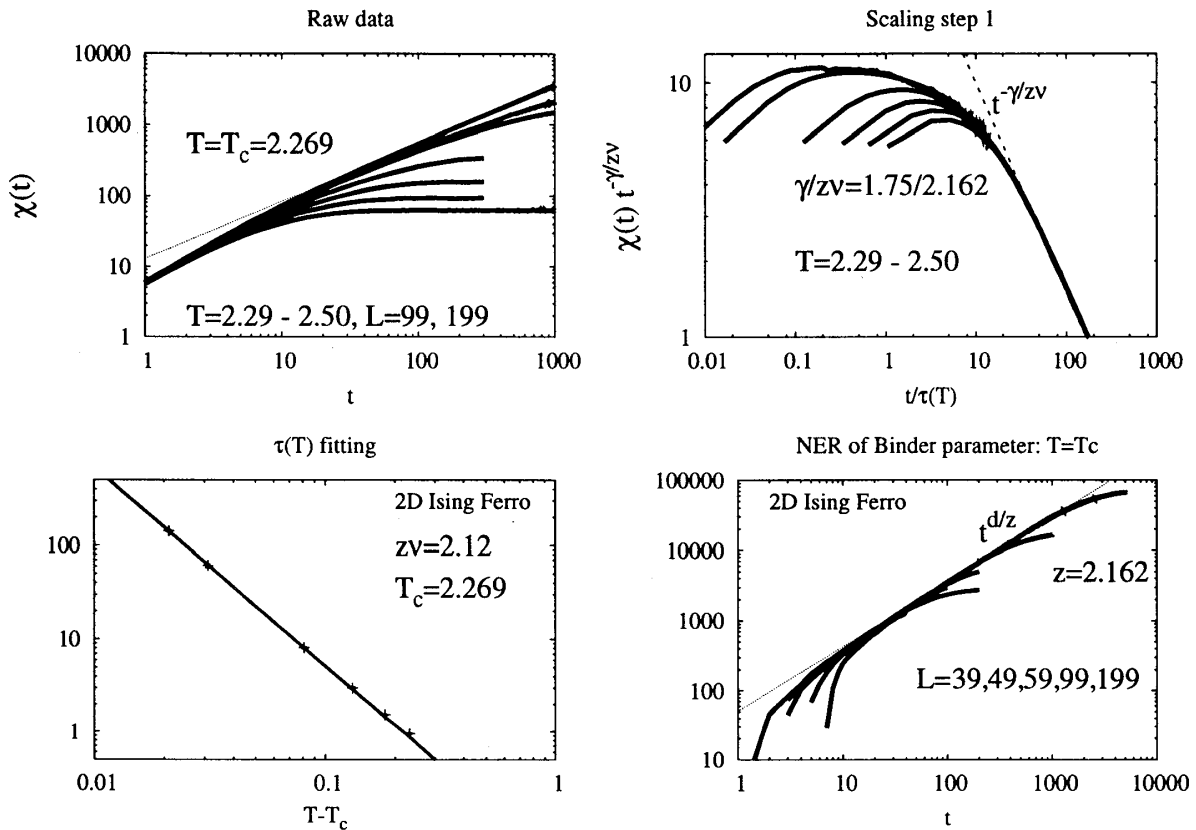 Raw data
10000
1000
100
10
1
χ(t)
T=Tc=2.269
T=2.29 - 2.50, L=99, 199
1 10 100 1000
t
Scaling step 1
10
1
χ(t) t^-γ/zν
t^-γ/zν
γ/zν=1.75/2.162
T=2.29 - 2.50
0.01 0.1 1 10 100 1000
t/τ(T)
τ(T) fitting
100
10
1
2D Ising Ferro
zν=2.12
Tc=2.269
0.01 0.1 1
T-Tc
NER of Binder parameter: T=Tc
100000
10000
1000
100
10
2D Ising Ferro
t^d/z
z=2.162
L=39,49,59,99,199
1 10 100 1000 10000
t